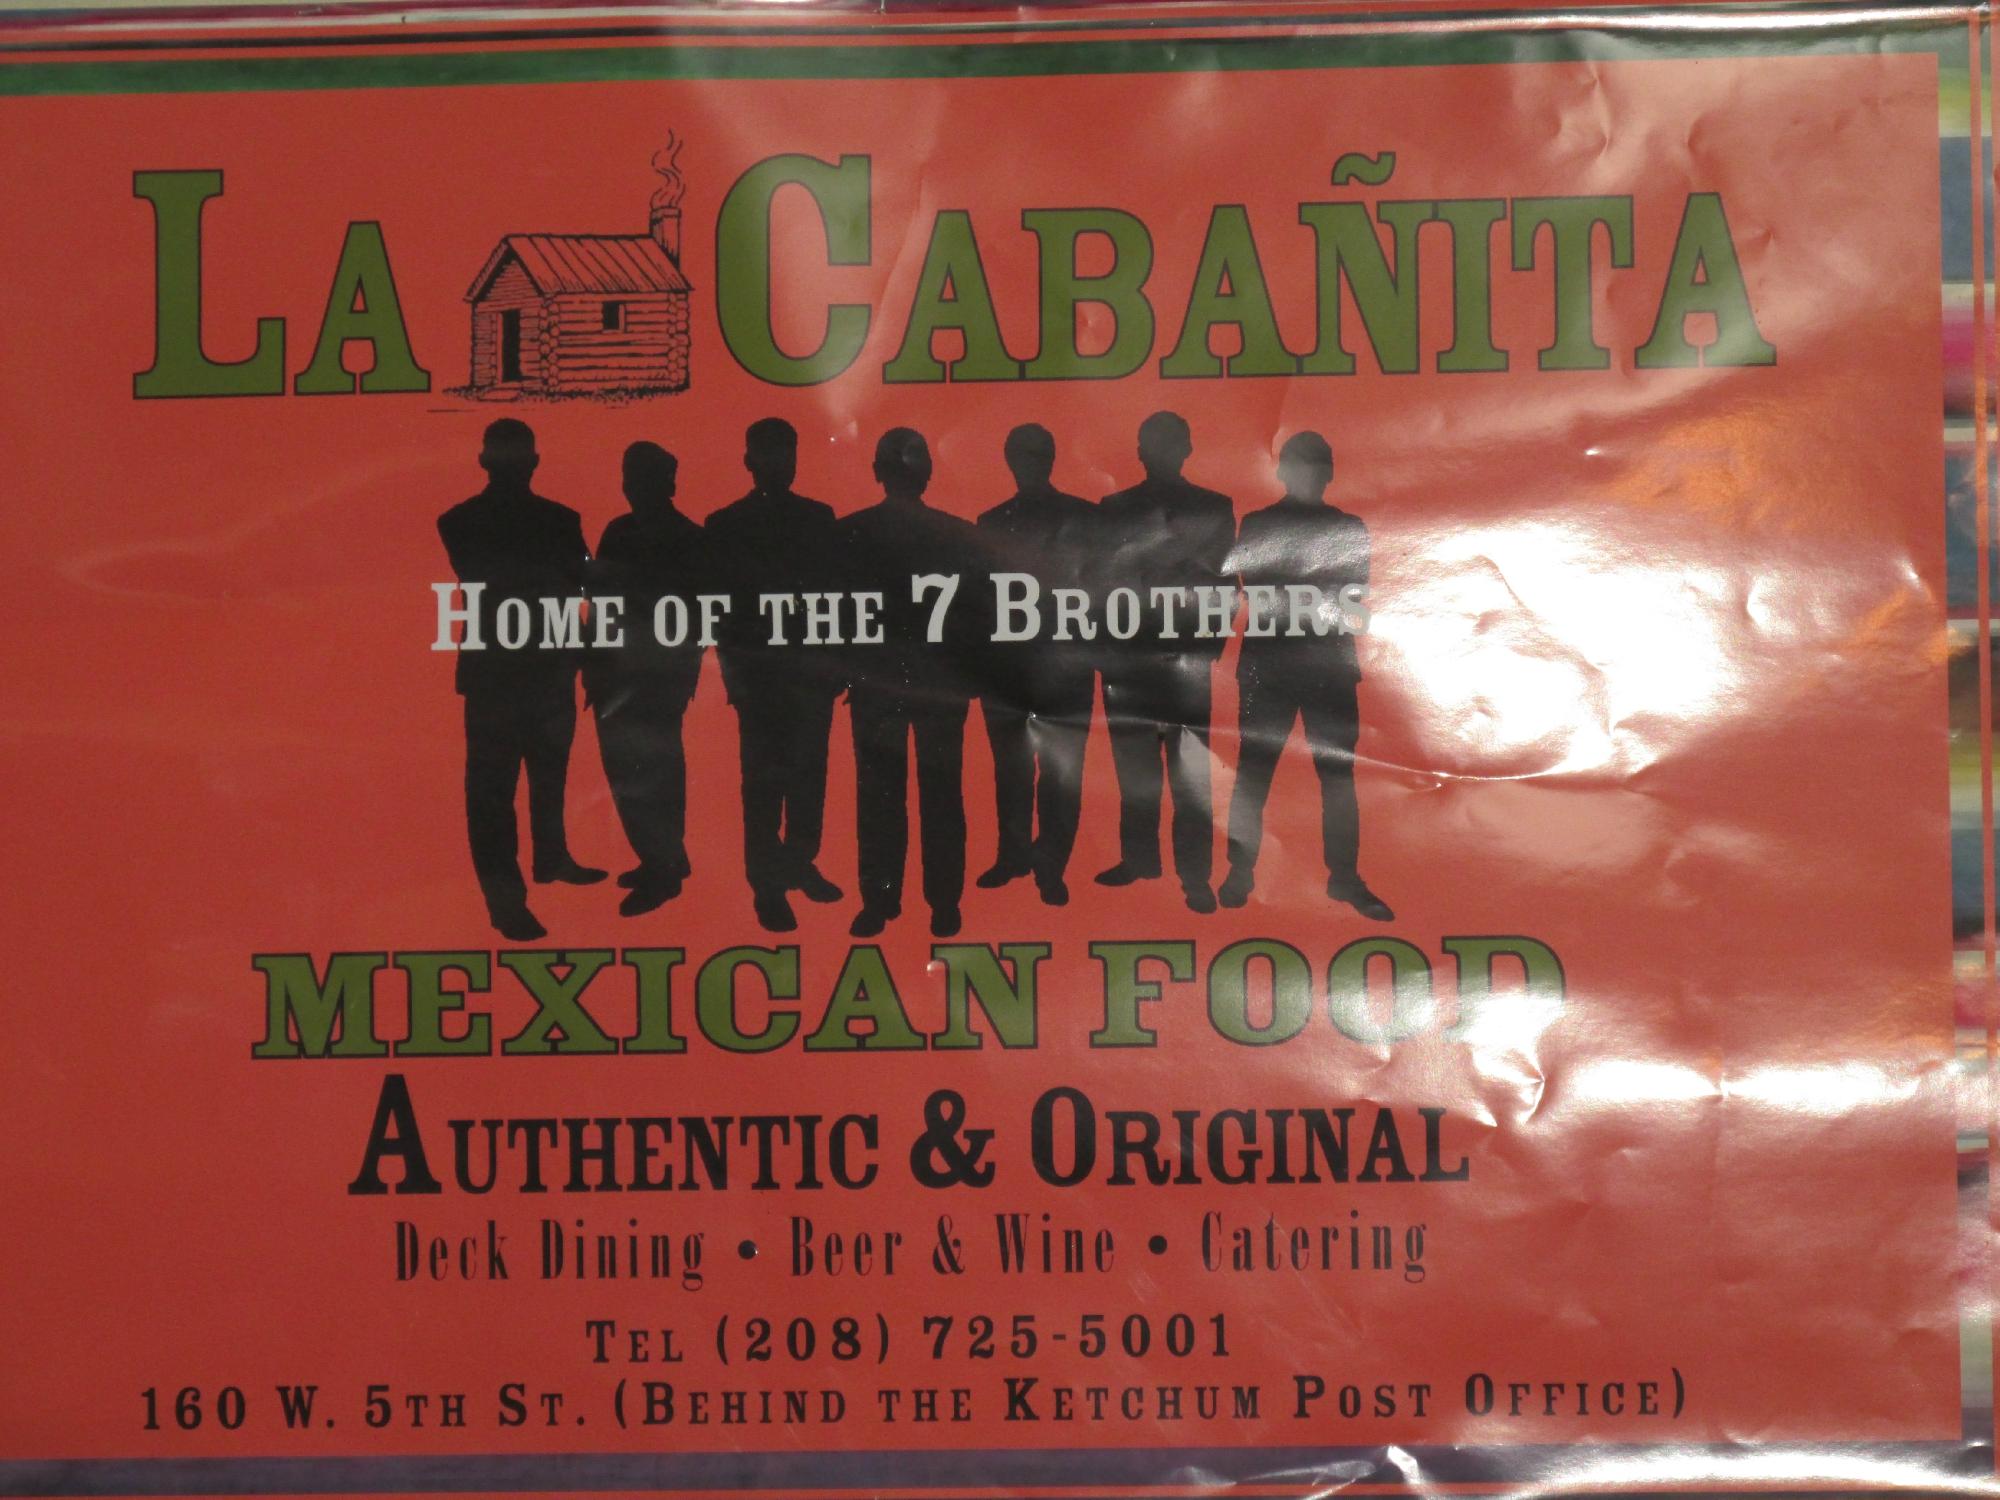 LA CABAÑITA
HOME OF THE 7 BROTHERS
MEXICAN FOOD
AUTHENTIC & ORIGINAL
Deck Dining • Beer & Wine • Catering
TEL (208) 725-5001
160 W. 5TH ST. (BEHIND THE KETCHUM POST OFFICE)